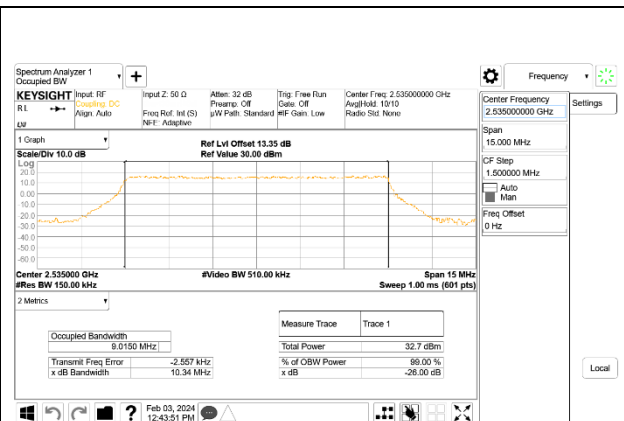 Spectrum Analyzer 1
Occupied BW
Frequency
KEYSIGHT
Input: RF
Coupling: DC
Align: Auto
Input Z: 50 Ω
Freq Ref: Int (S)
NFE: Adaptive
Atten: 32 dB
Preamp: Off
µW Path: Standard
Trig: Free Run
Gate: Off
#IF Gain: Low
Center Freq: 2.535000000 GHz
Avg|Hold: 10/10
Radio Std: None
RL
Center Frequency
2.535000000 GHz
Settings
Span
15.000 MHz
CF Step
1.500000 MHz
Auto
Man
Freq Offset
0 Hz
1 Graph
Scale/Div 10.0 dB
Ref Lvl Offset 13.35 dB
Ref Value 30.00 dBm
Log
20.0
10.0
0.00
-10.0
-20.0
-30.0
-40.0
-50.0
-60.0
Center 2.535000 GHz
#Video BW 510.00 kHz
Span 15 MHz
#Res BW 150.00 kHz
Sweep 1.00 ms (601 pts)
2 Metrics
Measure Trace
Trace 1
Occupied Bandwidth
9.0150 MHz
Total Power
32.7 dBm
Transmit Freq Error
-2.557 kHz
% of OBW Power
99.00 %
x dB Bandwidth
10.34 MHz
x dB
-26.00 dB
Local
?
Feb 03, 2024
12:43:51 PM